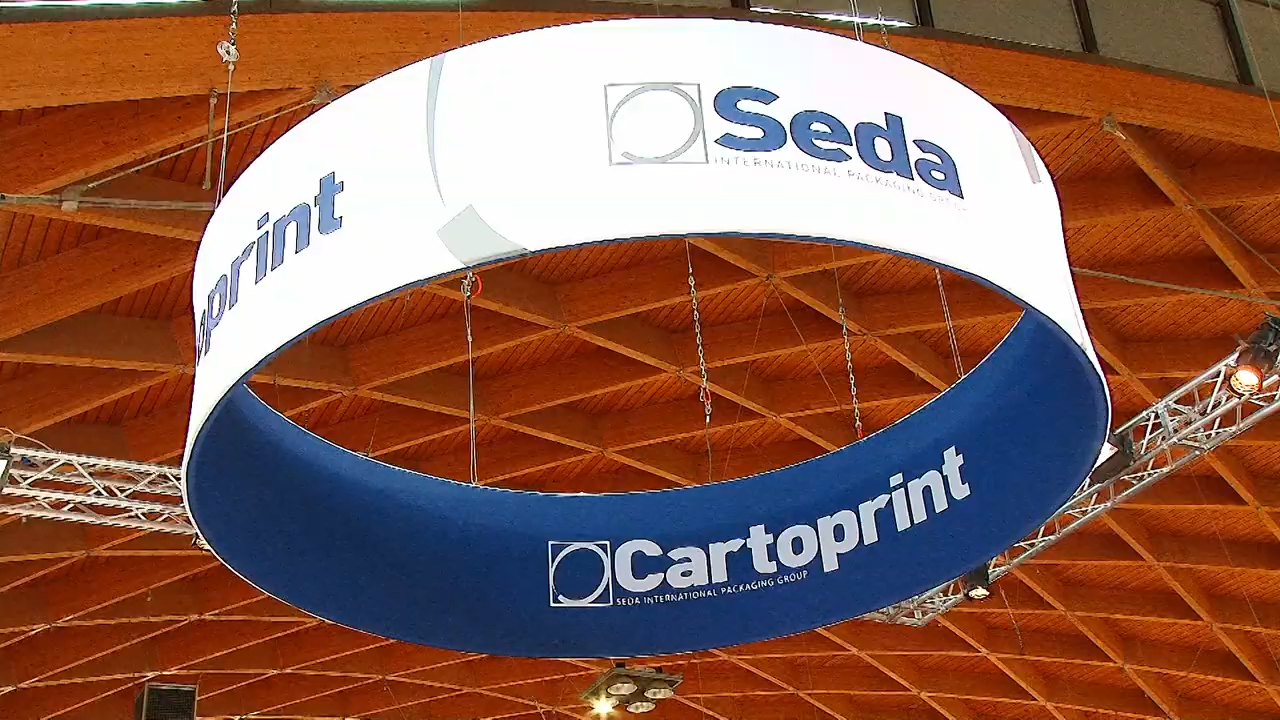 Seda
INTERNATIONAL PACKAGING GROUP
print
Cartoprint
SEDA INTERNATIONAL PACKAGING GROUP